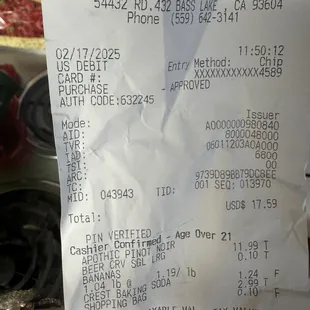 54432 RD.432 BASS LAKE , CA 93604
Phone (559) 642-3141
02/17/2025 11:50:12
US DEBIT Entry Method: Chip
CARD #: XXXXXXXXXXXX4589
PURCHASE - APPROVED
AUTH CODE:632245
Mode: Issuer
AID: A0000000980840
TVR: 8000048000
IAD: 06011203A0A000
TSI: 6800
ARC: 00
TC: 9739D89BB79DC8EE
MID: 043943 TID: 001 SEQ: 013970
Total: USD$ 17.59
PIN VERIFIED
Cashier Confirmed - Age Over 21
APOTHIC PINOT NOIR 11.99 T
BEER CRV SGL LRG 0.10 T
BANANAS
1.04 lb @ 1.19/ lb 1.24 F
CREST BAKING SODA 2.99 T
SHOPPING BAG 0.10 F